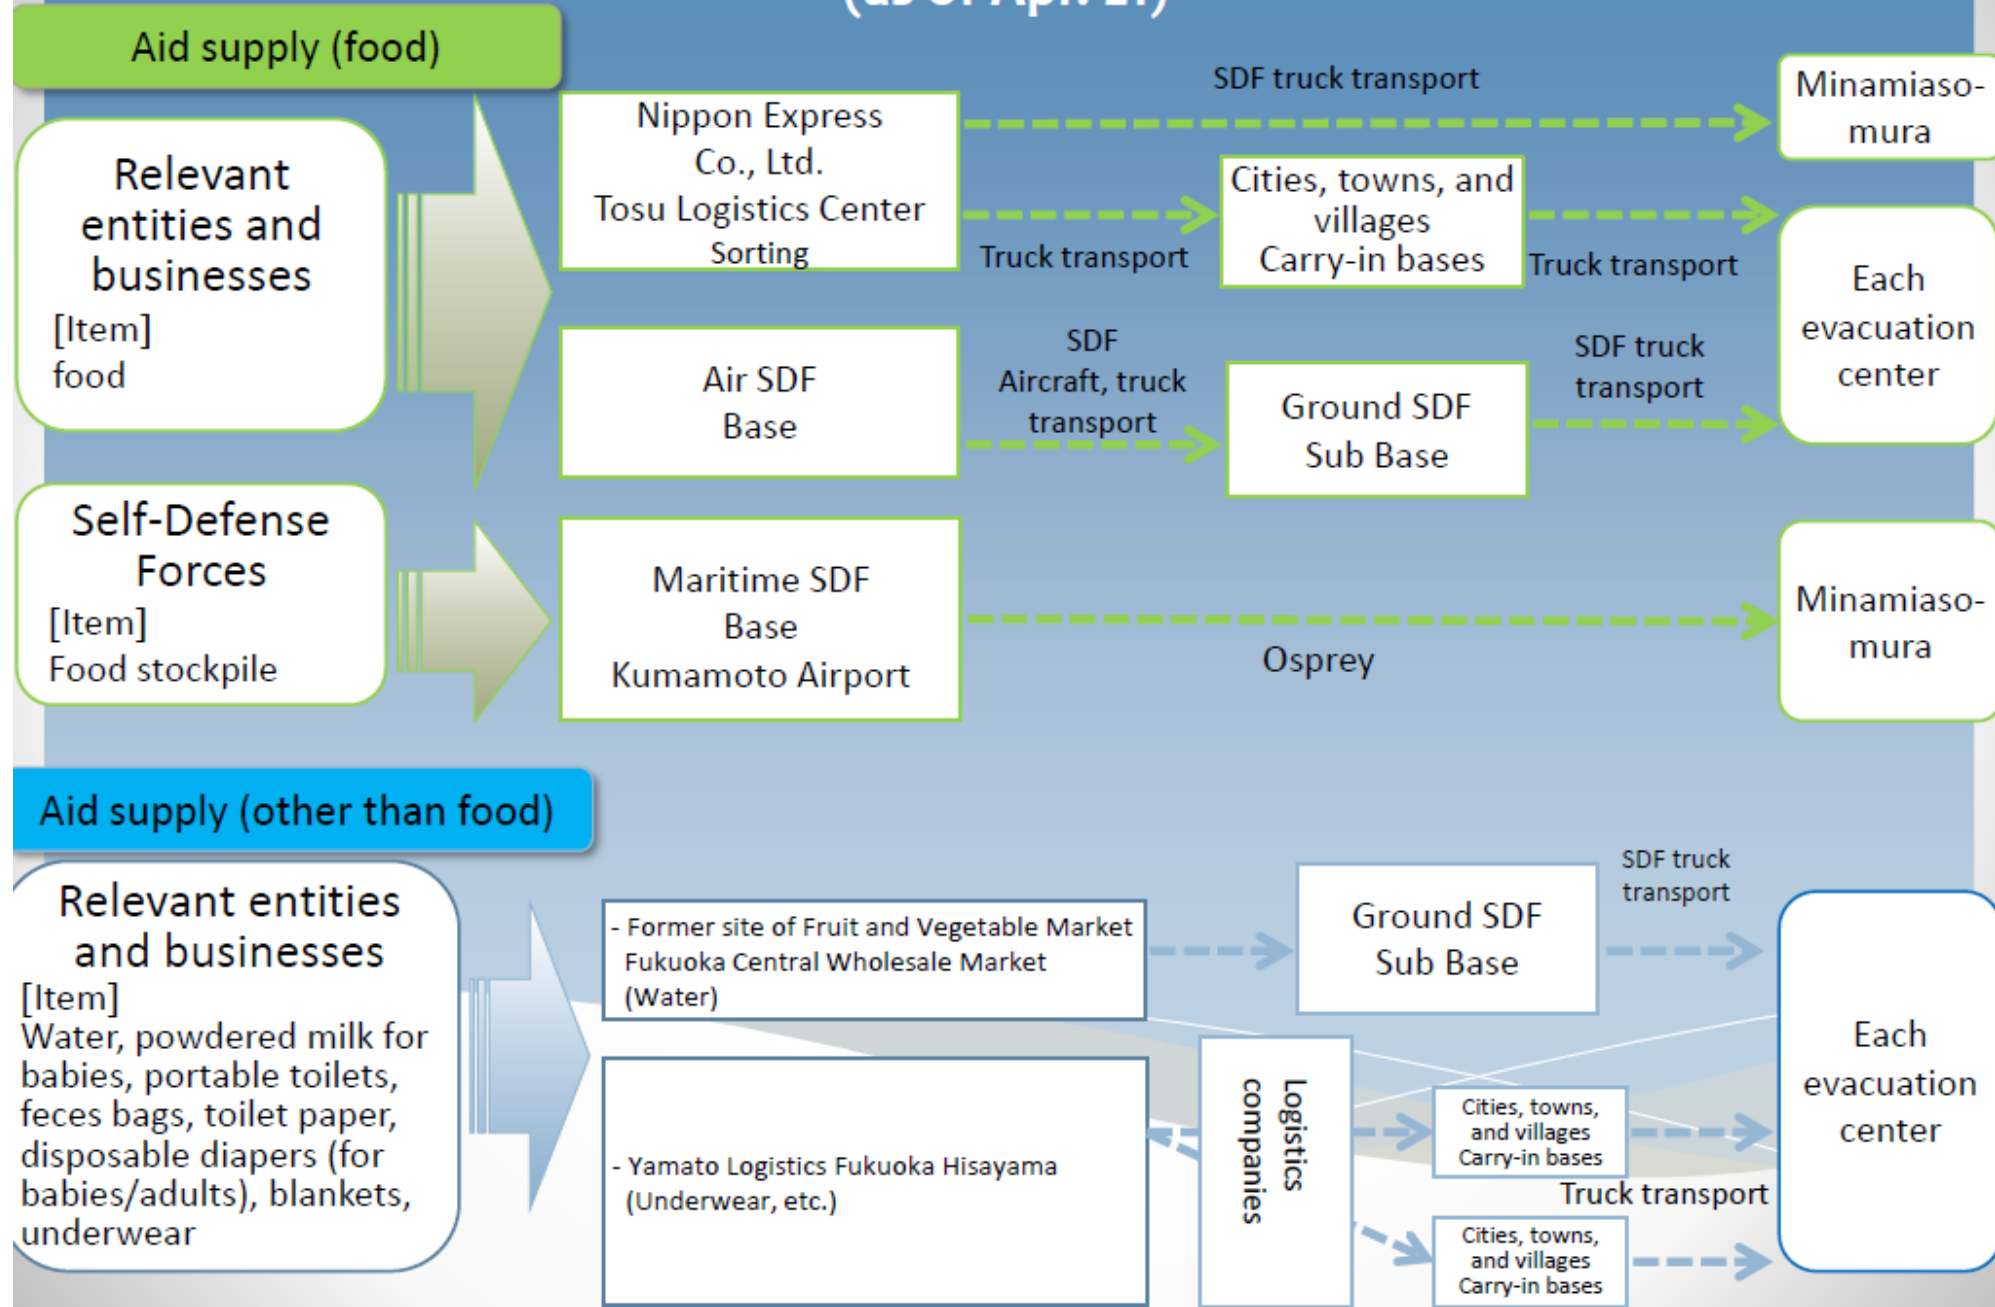 Aid supply (food)
SDF truck transport
Minamiaso-
mura
Relevant
entities and
businesses
[Item]
food
Nippon Express
Co., Ltd.
Tosu Logistics Center
Sorting
Truck transport
Cities, towns, and
villages
Carry-in bases
Truck transport
Each
evacuation
center
Air SDF
Base
SDF
Aircraft, truck
transport
Ground SDF
Sub Base
SDF truck
transport
Self-Defense
Forces
[Item]
Food stockpile
Maritime SDF
Base
Kumamoto Airport
Osprey
Minamiaso-
mura
Aid supply (other than food)
Relevant entities
and businesses
[Item]
Water, powdered milk for
babies, portable toilets,
feces bags, toilet paper,
disposable diapers (for
babies/adults), blankets,
underwear
- Former site of Fruit and Vegetable Market
Fukuoka Central Wholesale Market
(Water)
Ground SDF
Sub Base
SDF truck
transport
- Yamato Logistics Fukuoka Hisayama
(Underwear, etc.)
Logistics
companies
Cities, towns,
and villages
Carry-in bases
Truck transport
Cities, towns,
and villages
Carry-in bases
Each
evacuation
center